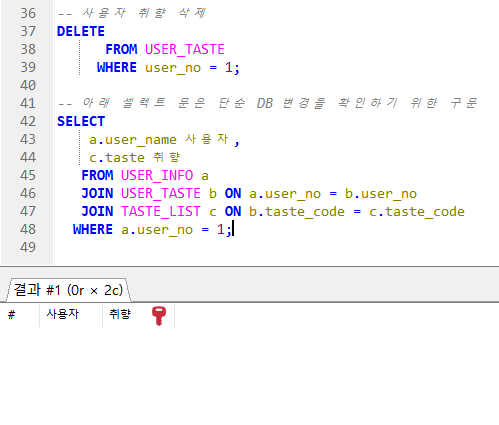 36 -- 사용자 취향 삭제
37 DELETE
38 FROM USER_TASTE
39 WHERE user_no = 1;
40
41 -- 아래 셀렉트 문은 단순 DB 변경을 확인하기 위한 구문
42 SELECT
43 a.user_name 사용자,
44 c.taste 취향
45 FROM USER_INFO a
46 JOIN USER_TASTE b ON a.user_no = b.user_no
47 JOIN TASTE_LIST c ON b.taste_code = c.taste_code
48 WHERE a.user_no = 1;
49
결과 #1 (0r × 2c)
# 사용자 취향